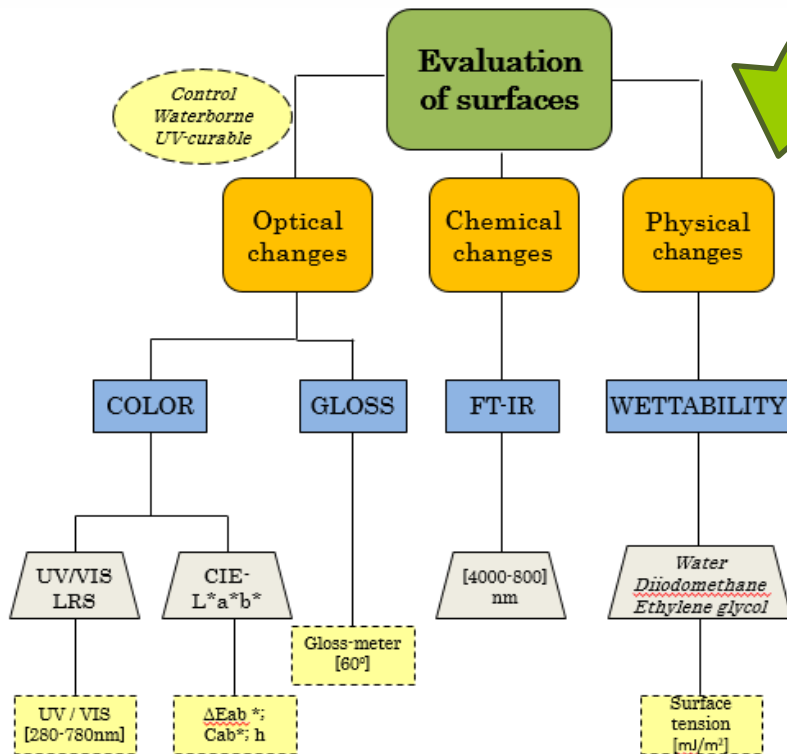 Evaluation
of surfaces
Control
Waterborne
UV-curable
Optical
changes
Chemical
changes
Physical
changes
COLOR
GLOSS
FT-IR
WETTABILITY
UV/VIS
LRS
CIE-
L*a*b*
[4000-800]
nm
Water
Diiodomethane
Ethylene glycol
Gloss-meter
[60º]
UV / VIS
[280-780nm]
ΔEab *;
Cab*; h
Surface
tension
[mJ/m²]